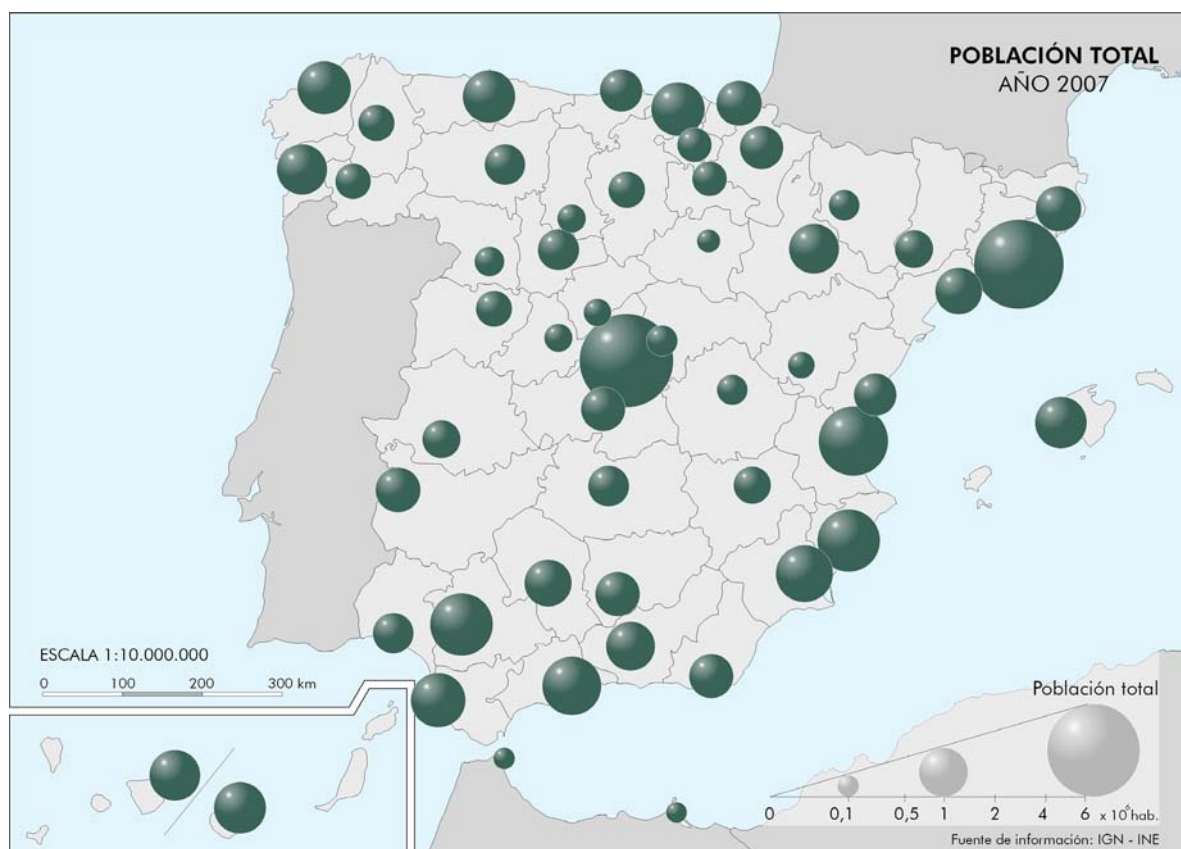 POBLACIÓN TOTAL
AÑO 2007
ESCALA 1:10.000.000
0 100 200 300 km
Población total
0 0,1 0,5 1 2 4 6 x 10⁶ hab.
Fuente de información: IGN - INE